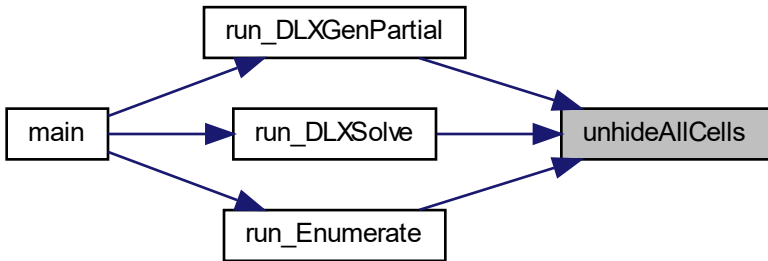 run_DLXGenPartial
main
run_DLXSolve
unhideAllCells
run_Enumerate